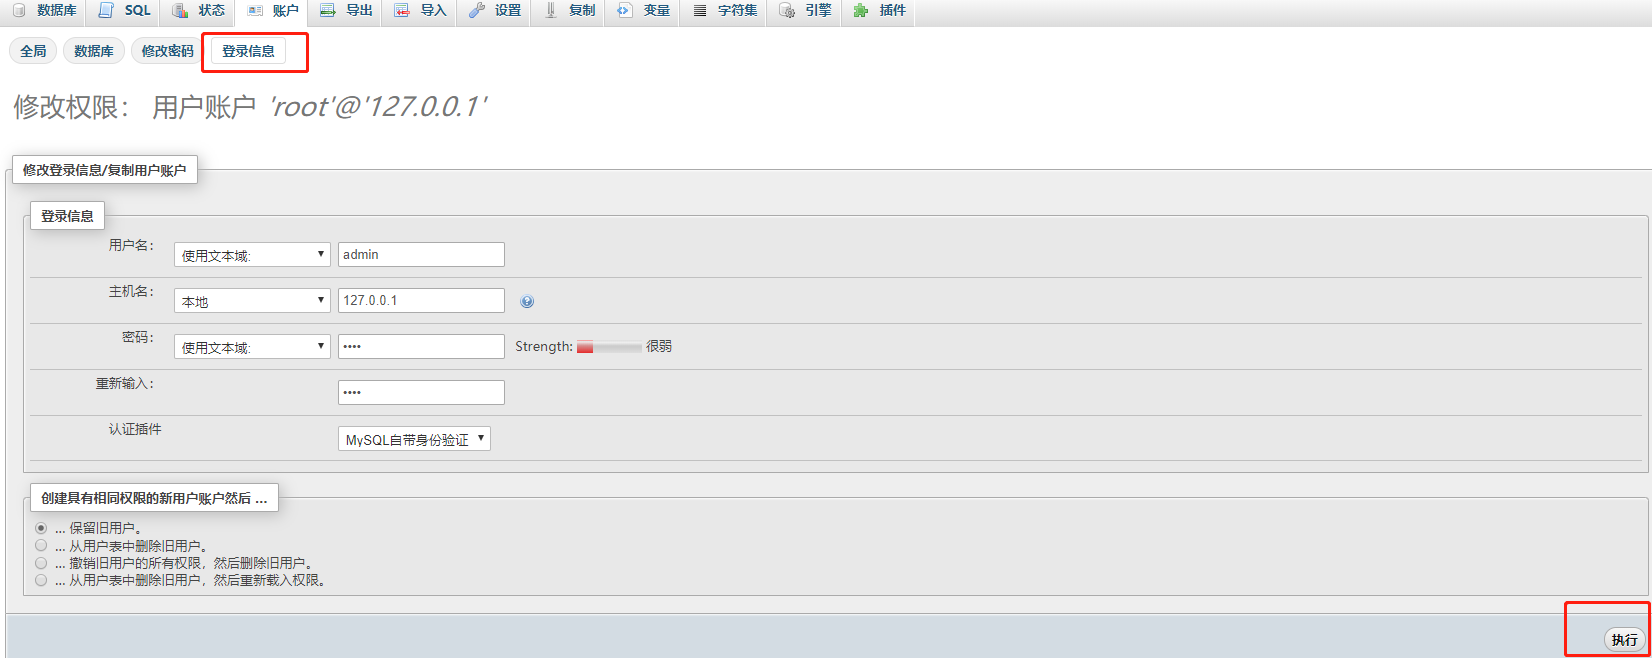 数据库 SQL 状态 账户 导出 导入 设置 复制 变量 字符集 引擎 插件
全局 数据库 修改密码 登录信息
修改权限： 用户账户 'root'@'127.0.0.1'
修改登录信息/复制用户账户
登录信息
用户名： 使用文本域: admin
主机名： 本地 127.0.0.1
密码： 使用文本域: •••• Strength: 很弱
重新输入： ••••
认证插件 MySQL自带身份验证
创建具有相同权限的新用户账户然后 ...
... 保留旧用户。
... 从用户表中删除旧用户。
... 撤销旧用户的所有权限，然后删除旧用户。
... 从用户表中删除旧用户，然后重新载入权限。
执行